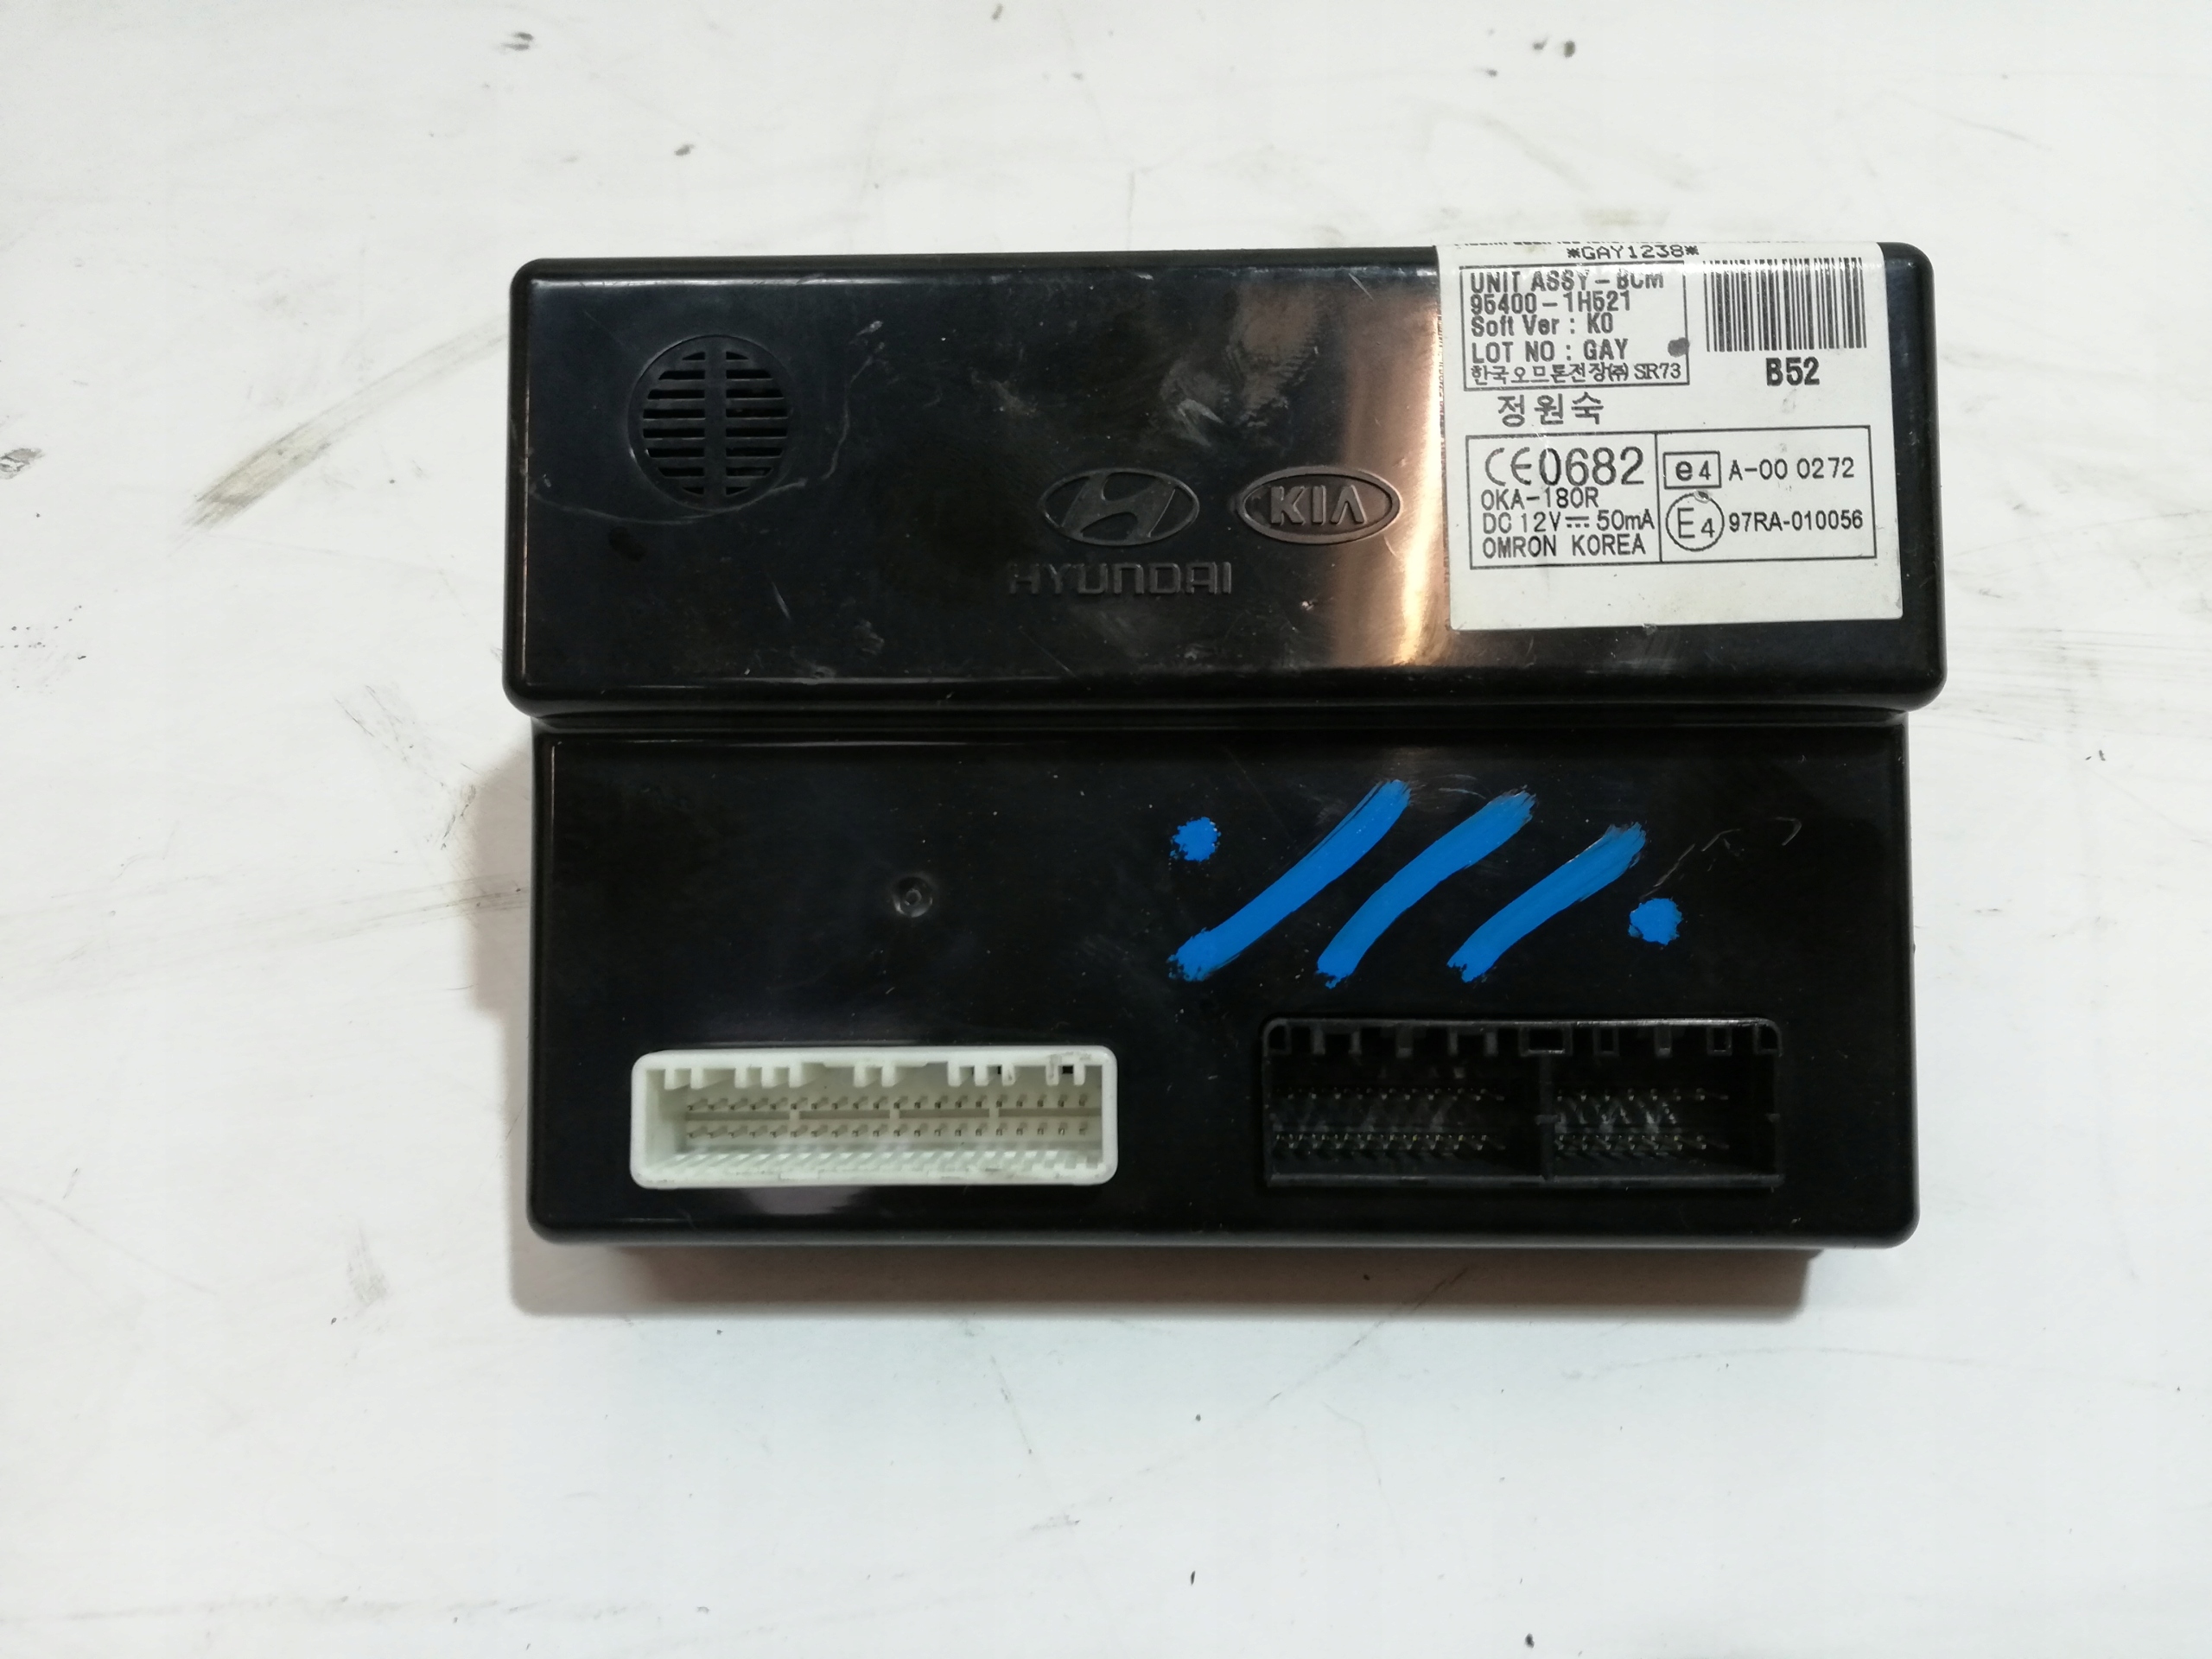 *GAY1238*
UNIT ASSY-BCM
95400-1H521
Soft Ver : K0
LOT NO : GAY
한국오므론전장㈜ SR73
B52
정원숙
CE0682
OKA-180R
DC 12V⎓50mA
OMRON KOREA
e4 A-00 0272
E4 97RA-010056
KIA
HYUNDAI